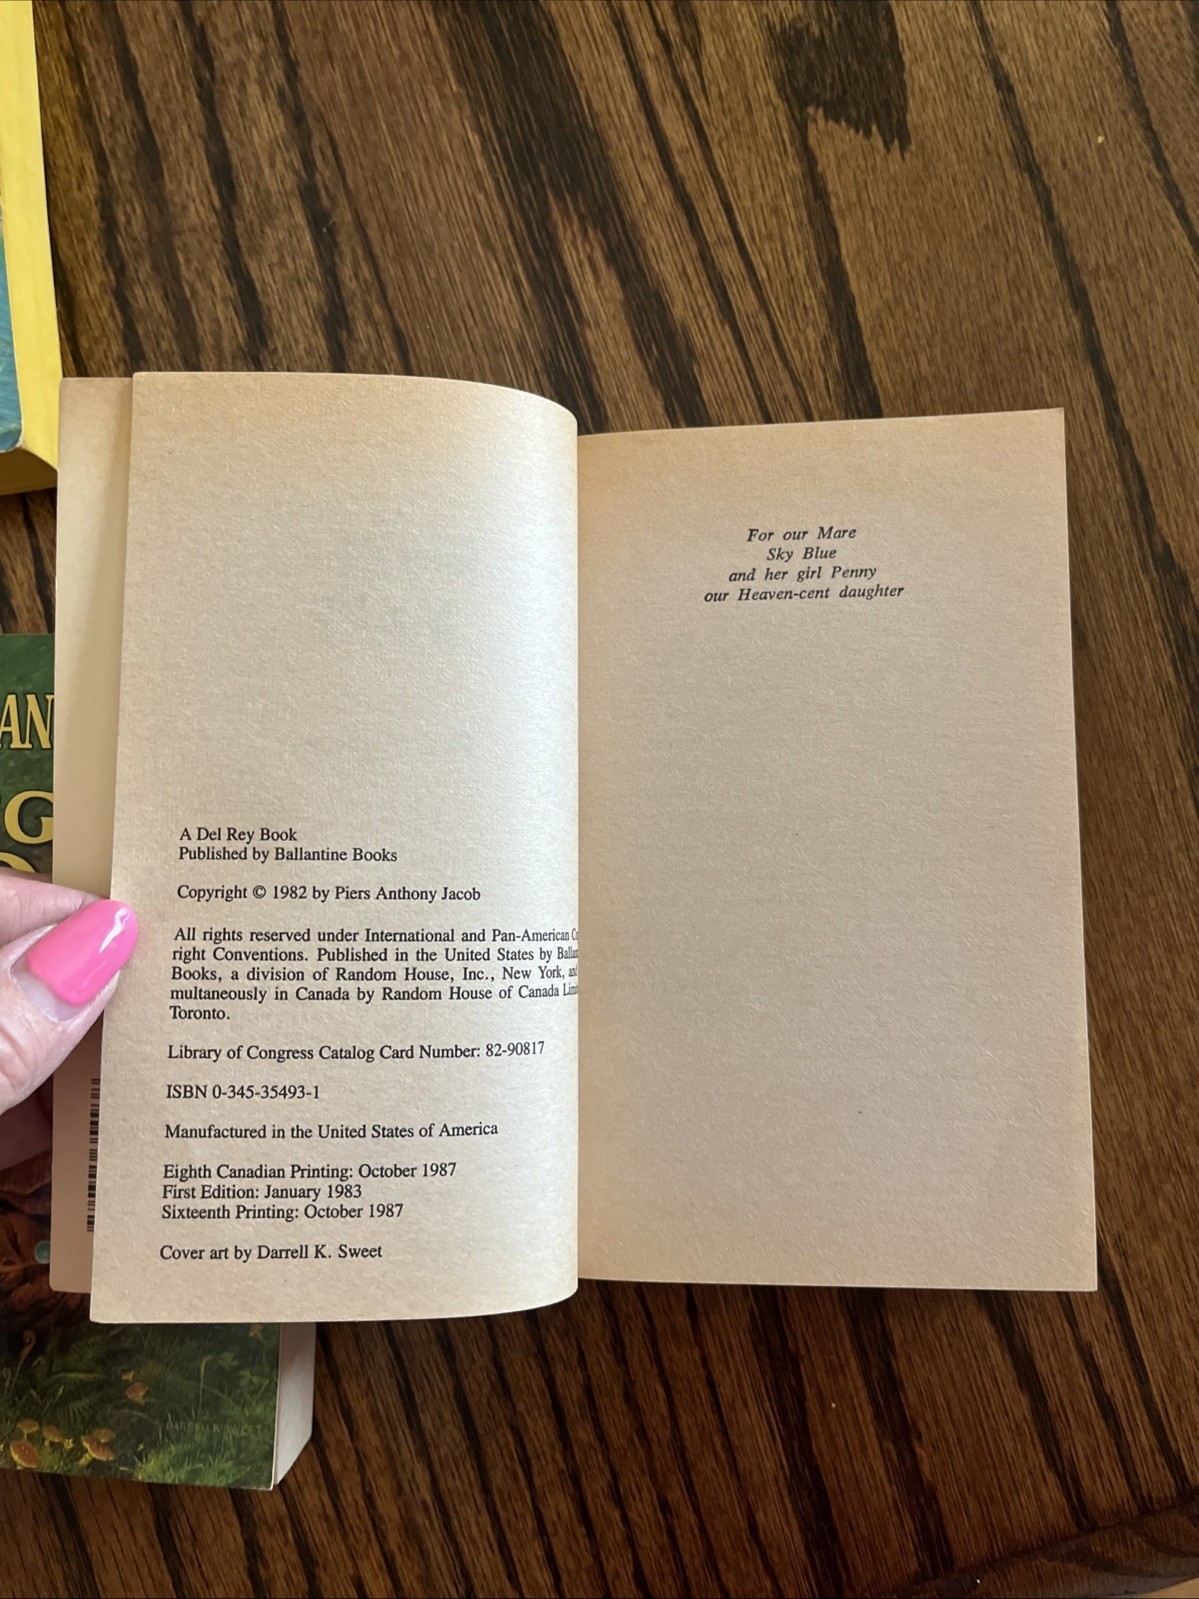 A Del Rey Book
Published by Ballantine Books
Copyright © 1982 by Piers Anthony Jacob
All rights reserved under International and Pan-American
right Conventions. Published in the United States by
Books, a division of Random House, Inc., New York,
multaneously in Canada by Random House of Canada
Toronto.
Library of Congress Catalog Card Number: 82-90817
ISBN 0-345-35493-1
Manufactured in the United States of America
Eighth Canadian Printing: October 1987
First Edition: January 1983
Sixteenth Printing: October 1987
Cover art by Darrell K. Sweet
For our Mare
Sky Blue
and her girl Penny
our Heaven-cent daughter
AN
G
DARRELL K. SWEET